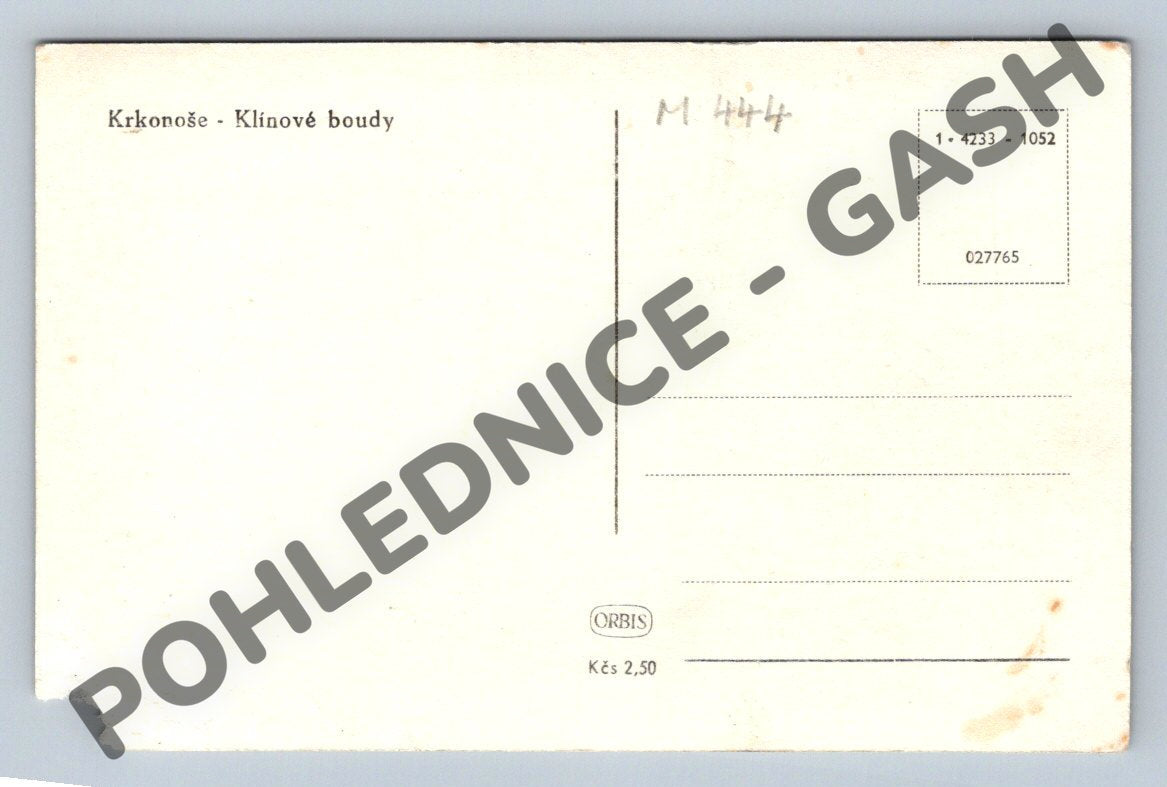 Krkonoše - Klínové boudy
M 444
1 • 4233 - 1052
027765
POHLEDNICE - GASH
ORBIS
Kčs 2,50